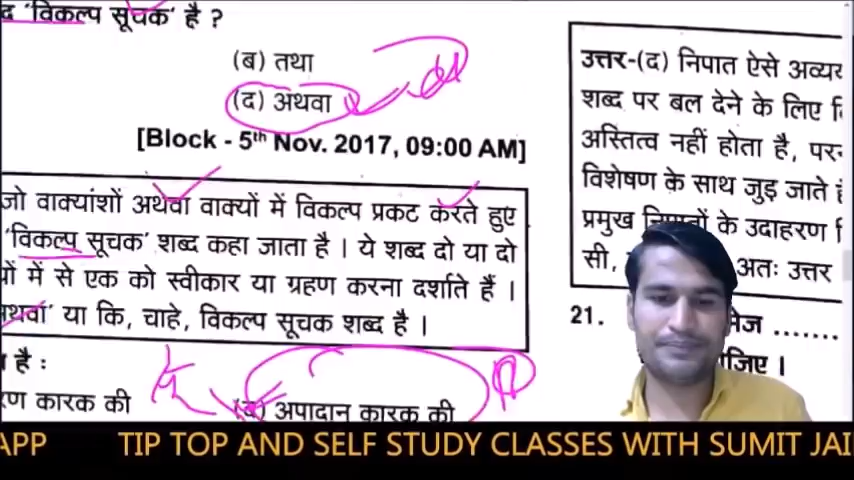 द 'विकल्प सूचक' है ?
(ब) तथा
(द) अथवा
[Block - 5th Nov. 2017, 09:00 AM]
जो वाक्यांशों अथवा वाक्यों में विकल्प प्रकट करते हुए
'विकल्प सूचक' शब्द कहा जाता है । ये शब्द दो या दो
यों में से एक को स्वीकार या ग्रहण करना दर्शाते हैं ।
अथवा' या कि, चाहे, विकल्प सूचक शब्द है ।
है :
रण कारक की
(ब) अपादान कारक की
उत्तर-(द) निपात ऐसे अव्यय
शब्द पर बल देने के लिए
अस्तित्व नहीं होता है, पर
विशेषण के साथ जुड़ जाते है
प्रमुख निपातों के उदाहरण
सी, अतः उत्तर
21. मेज .......
जिए ।
APP TIP TOP AND SELF STUDY CLASSES WITH SUMIT JAI